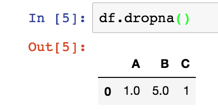 In [5]: df.dropna()
Out[5]:
A B C
0 1.0 5.0 1